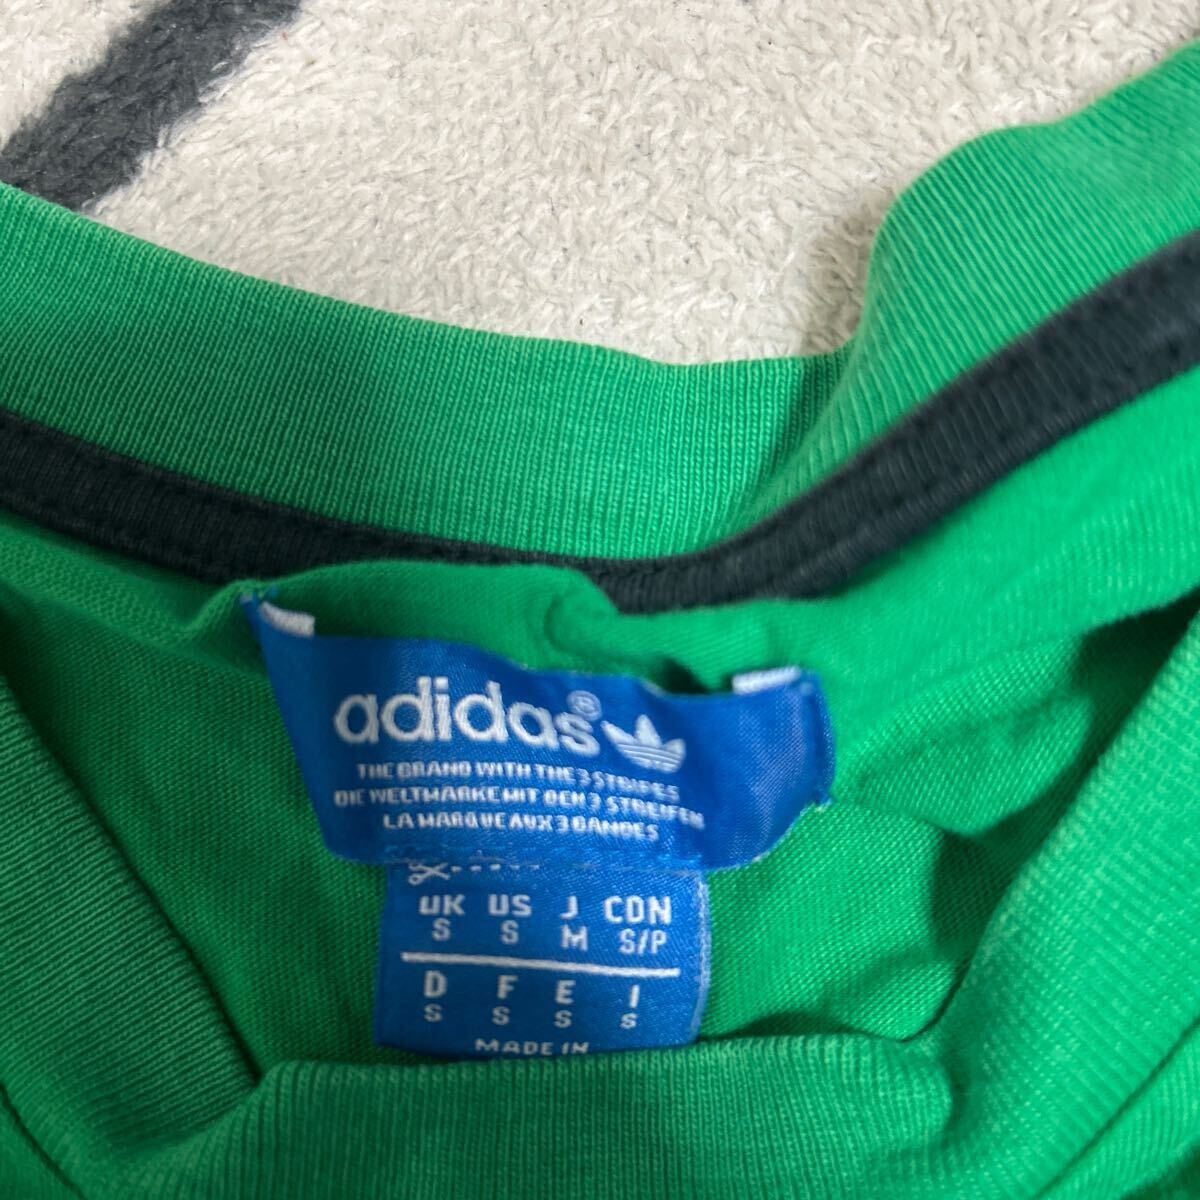 adidas®
THE BRAND WITH THE 3 STRIPES
DIE WELTMARKE MIT DEN 3 STREIFEN
LA MARQUE AUX 3 BANDES
UK US J CDN
S S M S/P
D F E I
S S S S
MADE IN